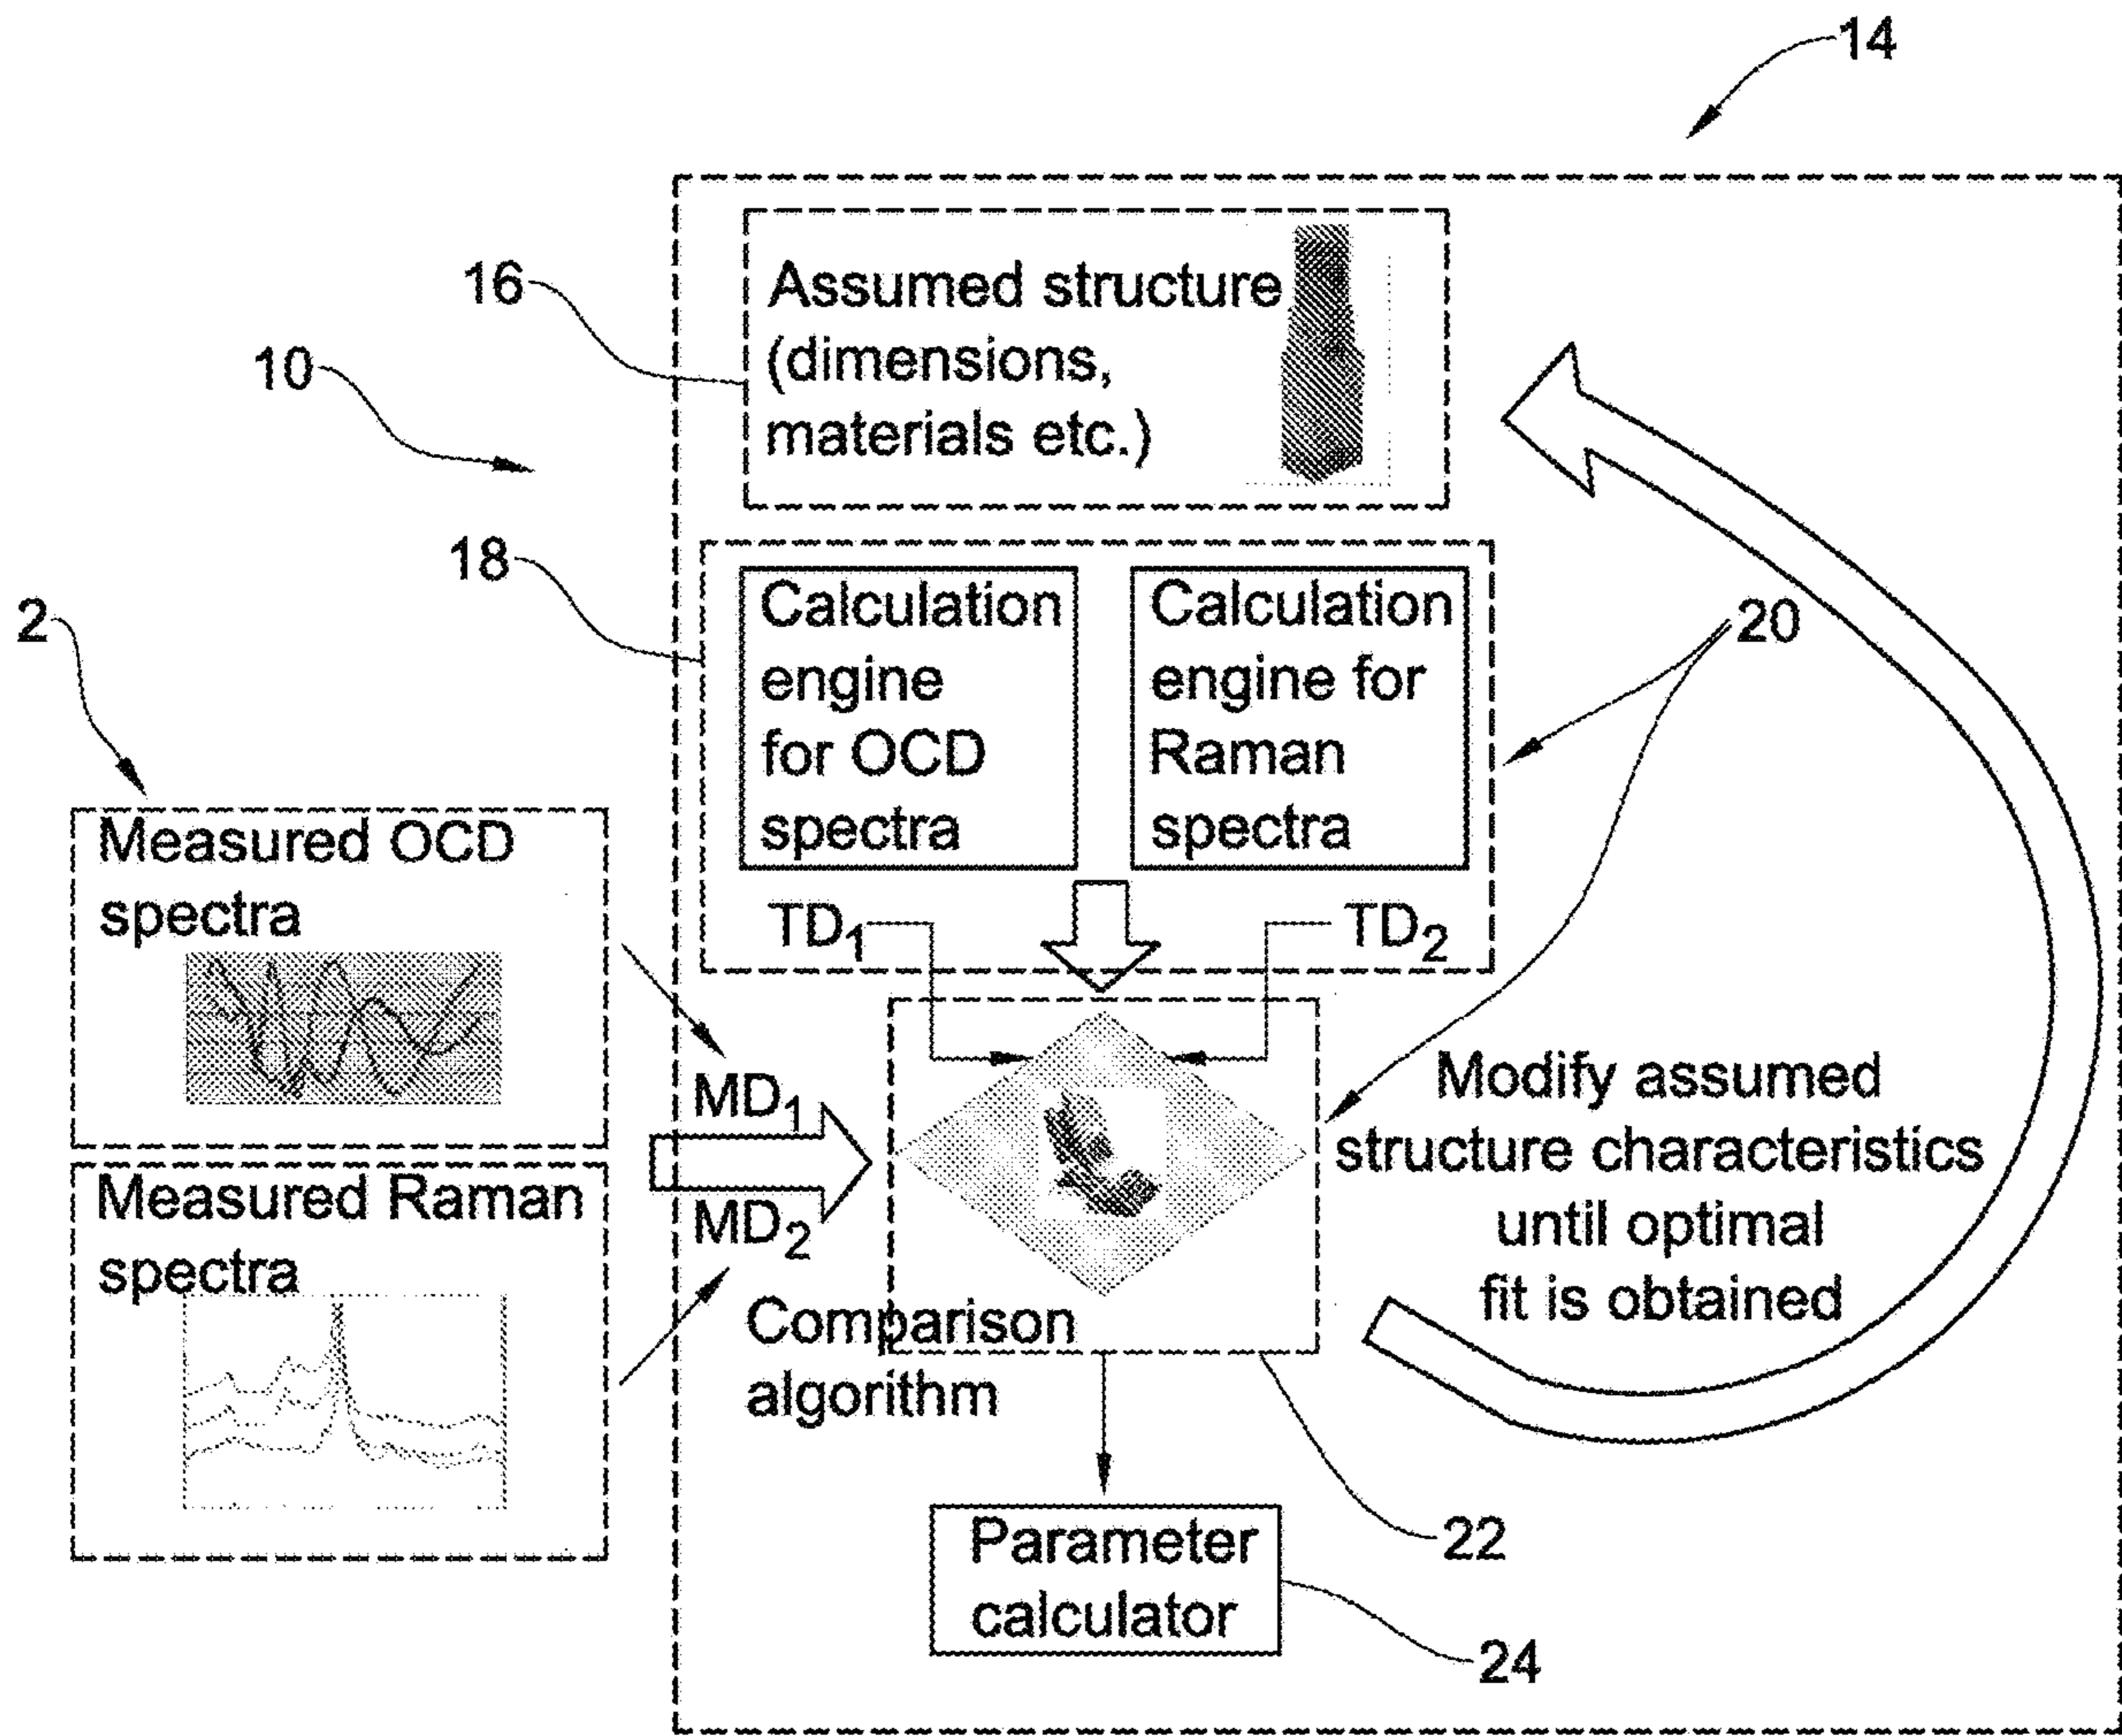 14
16
Assumed structure
(dimensions,
materials etc.)
10
18
Calculation
engine
for OCD
spectra
Calculation
engine for
Raman
spectra
20
2
TD1
TD2
Measured OCD
spectra
MD1
MD2
Measured Raman
spectra
Comparison
algorithm
Modify assumed
structure characteristics
until optimal
fit is obtained
22
Parameter
calculator
24